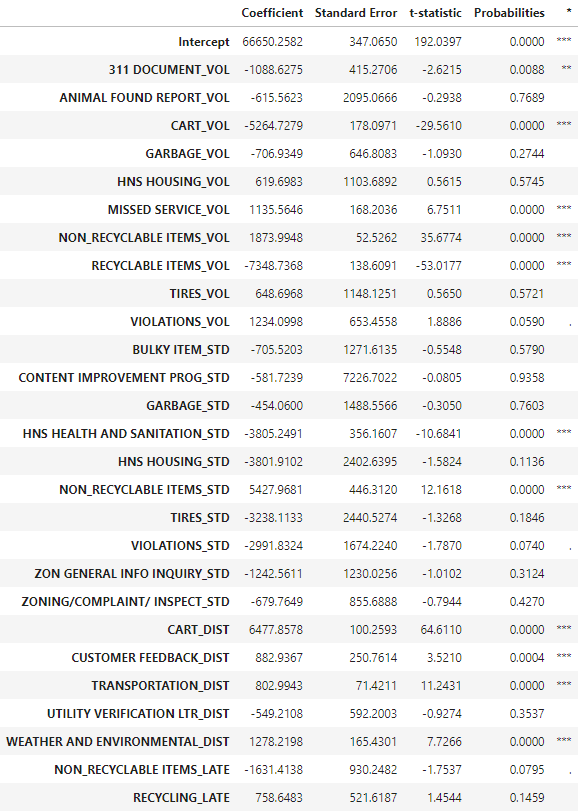 Coefficient Standard Error t-statistic Probabilities *
Intercept 66650.2582 347.0650 192.0397 0.0000 ***
311 DOCUMENT_VOL -1088.6275 415.2706 -2.6215 0.0088 **
ANIMAL FOUND REPORT_VOL -615.5623 2095.0666 -0.2938 0.7689
CART_VOL -5264.7279 178.0971 -29.5610 0.0000 ***
GARBAGE_VOL -706.9349 646.8083 -1.0930 0.2744
HNS HOUSING_VOL 619.6983 1103.6892 0.5615 0.5745
MISSED SERVICE_VOL 1135.5646 168.2036 6.7511 0.0000 ***
NON_RECYCLABLE ITEMS_VOL 1873.9948 52.5262 35.6774 0.0000 ***
RECYCLABLE ITEMS_VOL -7348.7368 138.6091 -53.0177 0.0000 ***
TIRES_VOL 648.6968 1148.1251 0.5650 0.5721
VIOLATIONS_VOL 1234.0998 653.4558 1.8886 0.0590 .
BULKY ITEM_STD -705.5203 1271.6135 -0.5548 0.5790
CONTENT IMPROVEMENT PROG_STD -581.7239 7226.7022 -0.0805 0.9358
GARBAGE_STD -454.0600 1488.5566 -0.3050 0.7603
HNS HEALTH AND SANITATION_STD -3805.2491 356.1607 -10.6841 0.0000 ***
HNS HOUSING_STD -3801.9102 2402.6395 -1.5824 0.1136
NON_RECYCLABLE ITEMS_STD 5427.9681 446.3120 12.1618 0.0000 ***
TIRES_STD -3238.1133 2440.5274 -1.3268 0.1846
VIOLATIONS_STD -2991.8324 1674.2240 -1.7870 0.0740 .
ZON GENERAL INFO INQUIRY_STD -1242.5611 1230.0256 -1.0102 0.3124
ZONING/COMPLAINT/ INSPECT_STD -679.7649 855.6888 -0.7944 0.4270
CART_DIST 6477.8578 100.2593 64.6110 0.0000 ***
CUSTOMER FEEDBACK_DIST 882.9367 250.7614 3.5210 0.0004 ***
TRANSPORTATION_DIST 802.9943 71.4211 11.2431 0.0000 ***
UTILITY VERIFICATION LTR_DIST -549.2108 592.2003 -0.9274 0.3537
WEATHER AND ENVIRONMENTAL_DIST 1278.2198 165.4301 7.7266 0.0000 ***
NON_RECYCLABLE ITEMS_LATE -1631.4138 930.2482 -1.7537 0.0795 .
RECYCLING_LATE 758.6483 521.6187 1.4544 0.1459